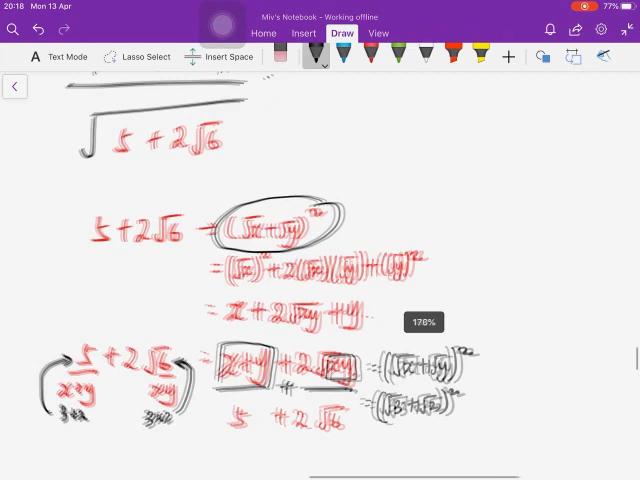 20:18 Mon 13 Apr
77%
Miv's Notebook - Working offline
Home Insert Draw View
A Text Mode Lasso Select Insert Space
√5 + 2√6
5 + 2√6 = (√x + √y)²
= (√x)² + 2(√x)(√y) + (√y)²
= x + 2√xy + y
176%
5 + 2√6 = x + y + 2√xy = (√x + √y)²
x + y xy
3+2 3×2
5 + 2√6 = (√3 + √2)²